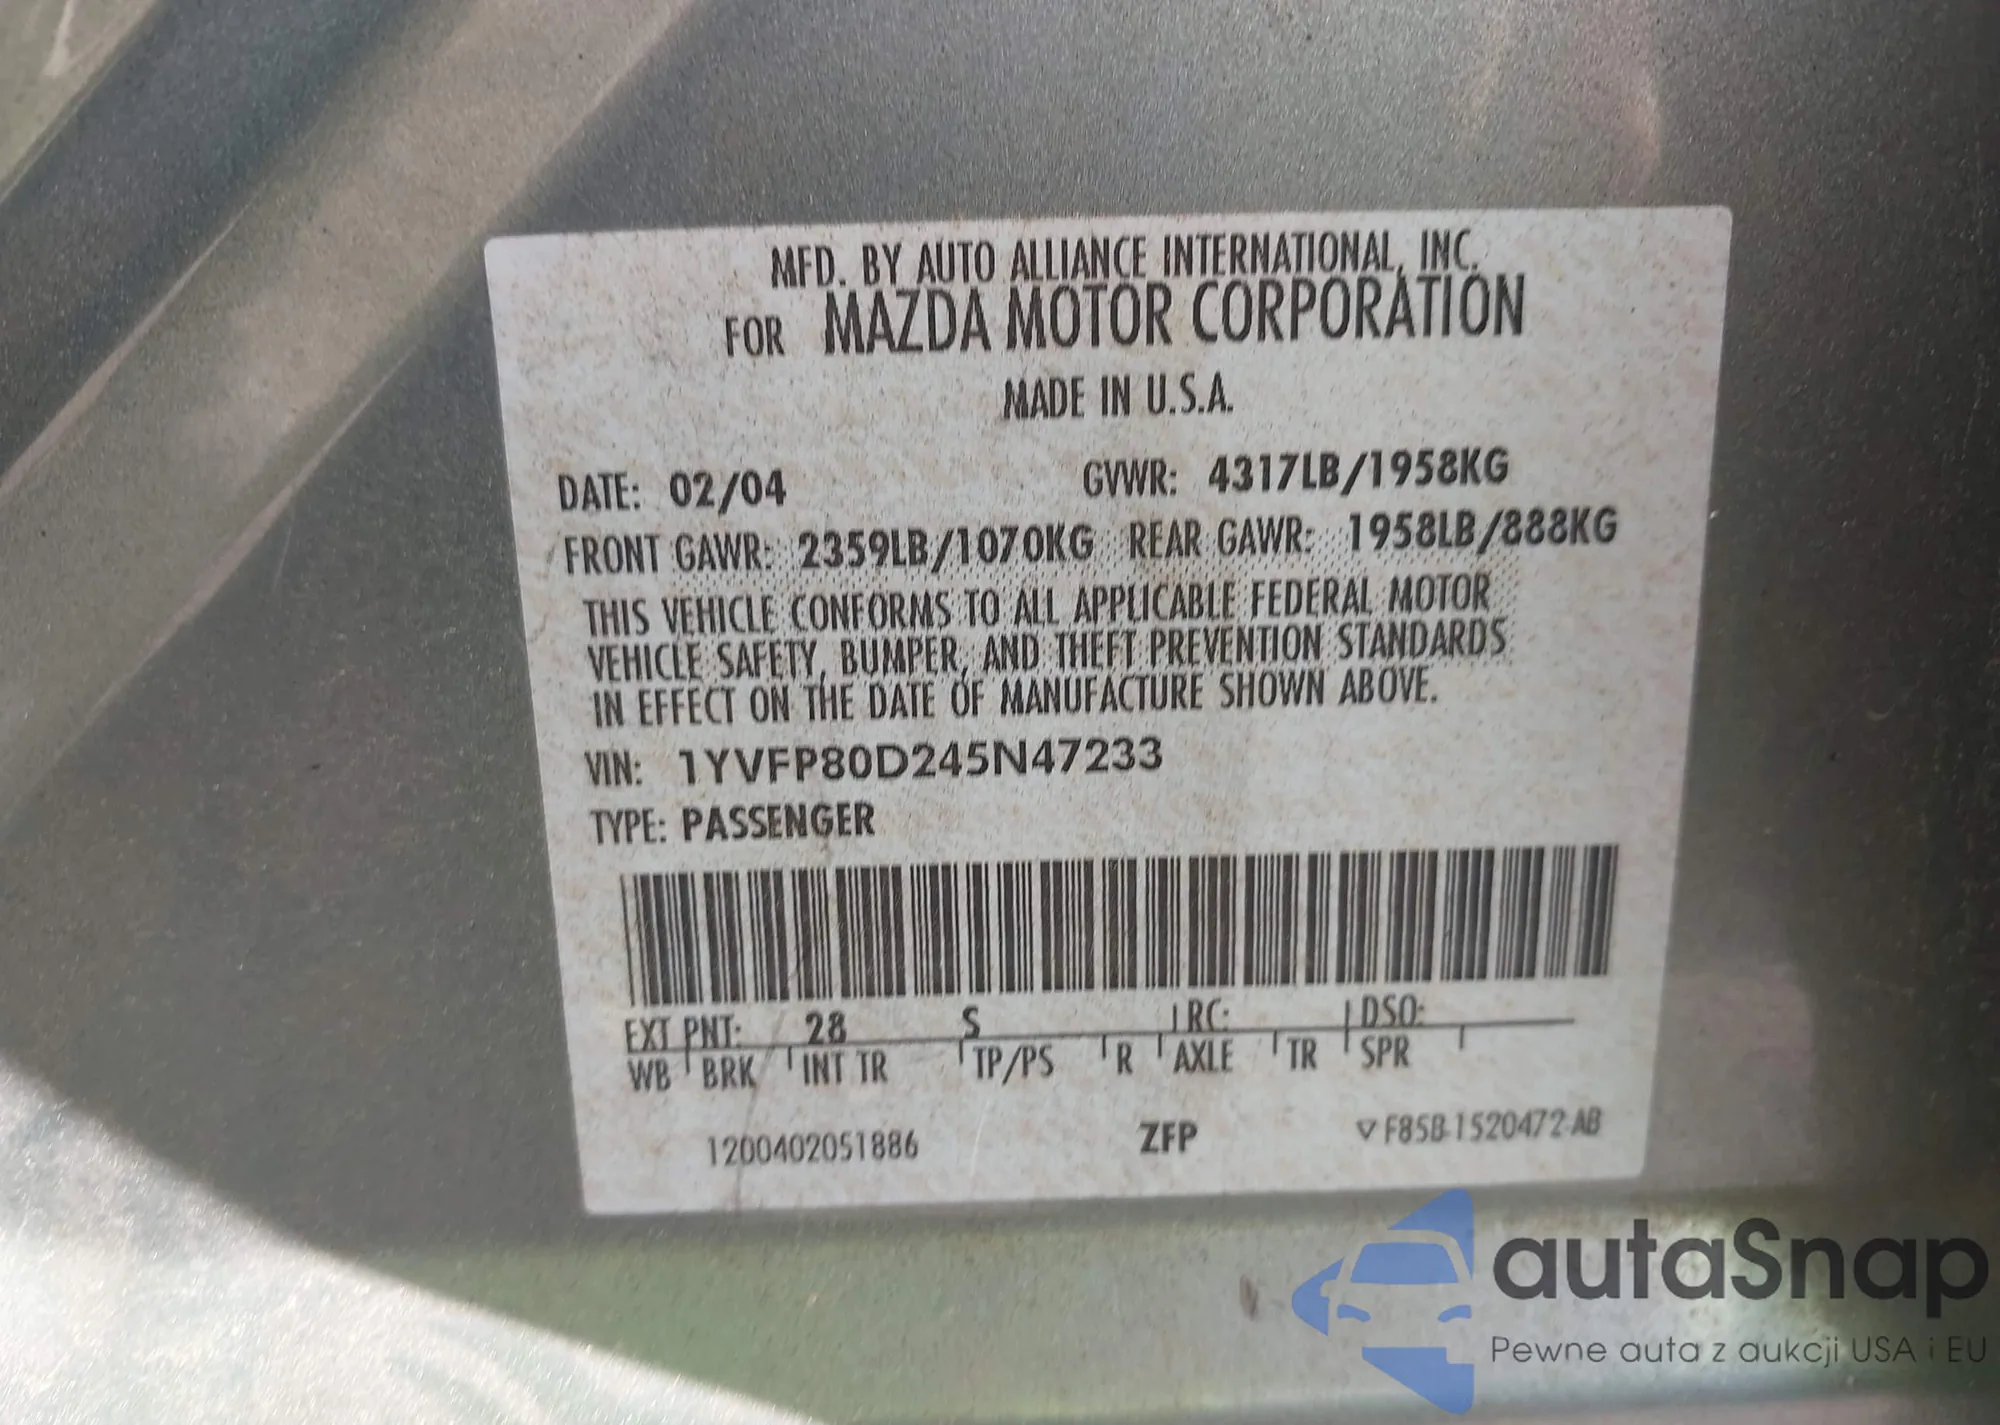 MFD. BY AUTO ALLIANCE INTERNATIONAL, INC.
FOR MAZDA MOTOR CORPORATION
MADE IN U.S.A.
DATE: 02/04 GVWR: 4317LB/1958KG
FRONT GAWR: 2359LB/1070KG REAR GAWR: 1958LB/888KG
THIS VEHICLE CONFORMS TO ALL APPLICABLE FEDERAL MOTOR
VEHICLE SAFETY, BUMPER, AND THEFT PREVENTION STANDARDS
IN EFFECT ON THE DATE OF MANUFACTURE SHOWN ABOVE.
VIN: 1YVFP80D245N47233
TYPE: PASSENGER
EXT PNT: 28 S RC: DSO:
WB BRK INT TR TP/PS R AXLE TR SPR
1200402051886 ZFP F85B-1520472-AB
autaSnap
Pewne auta z aukcji USA i EU